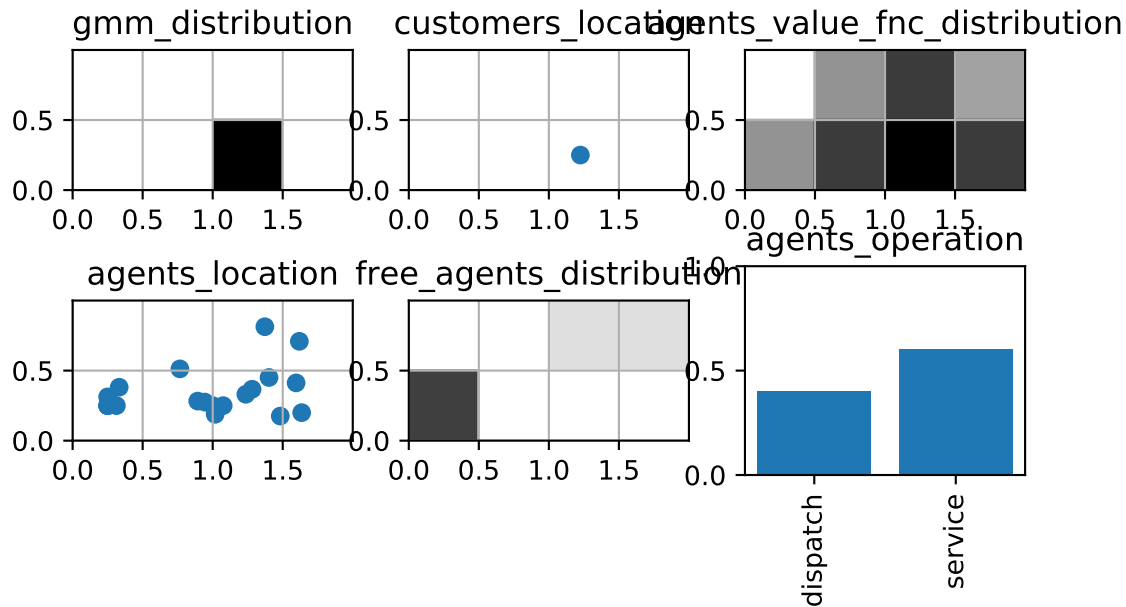 gmm_distribution
0.5
0.0
0.0 0.5 1.0 1.5
customers_location
0.5
0.0
0.0 0.5 1.0 1.5
agents_value_fnc_distribution
0.5
0.0
0.0 0.5 1.0 1.5
agents_location
0.5
0.0
0.0 0.5 1.0 1.5
free_agents_distribution
0.5
0.0
0.0 0.5 1.0 1.5
agents_operation
1.0
0.5
0.0
dispatch
service